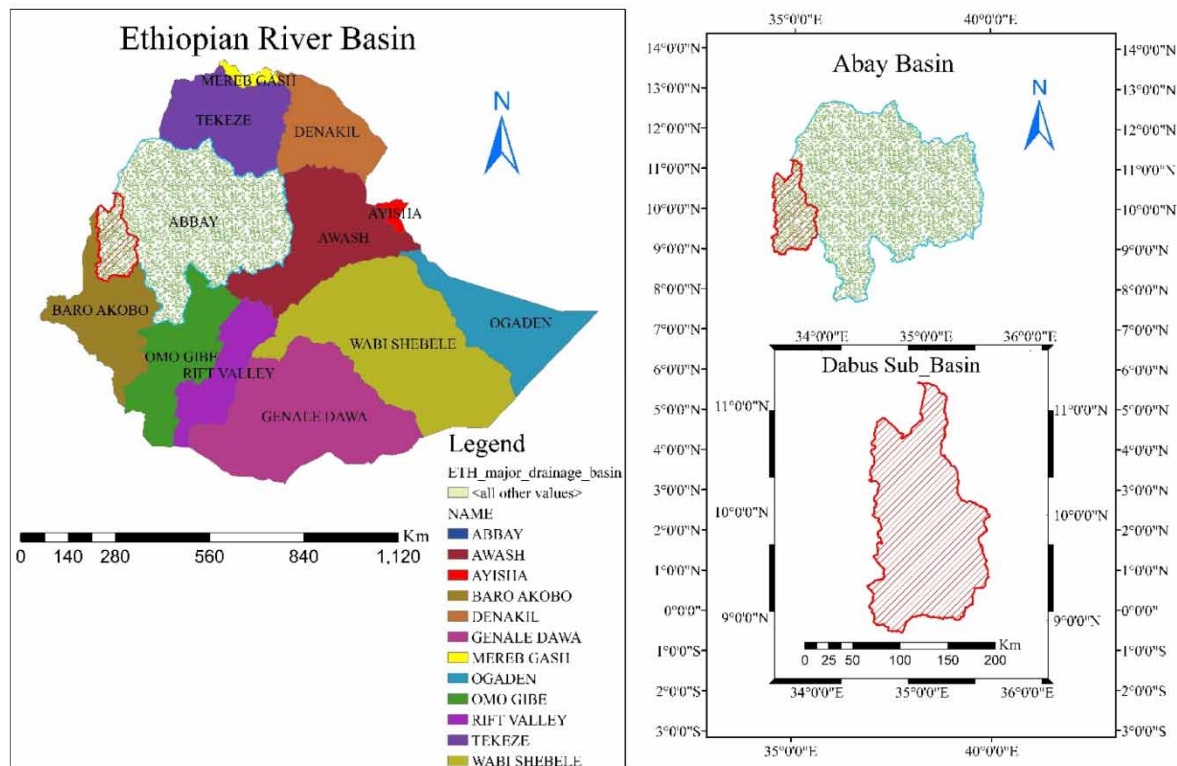 Ethiopian River Basin
MEREB GASH
N
TEKEZE
DENAKIL
ABBAY
AYISHA
AWASH
BARO AKOBO
OGADEN
WABI SHEBELE
OMO GIBE
RIFT VALLEY
GENALE DAWA
Legend
ETH_major_drainage_basin
<all other values>
NAME
ABBAY
AWASH
AYISHA
BARO AKOBO
DENAKIL
GENALE DAWA
MEREB GASH
OGADEN
OMO GIBE
RIFT VALLEY
TEKEZE
WABI SHEBELE
Km
0 140 280 560 840 1,120
35°0'0"E 40°0'0"E
Abay Basin
N
14°0'0"N 14°0'0"N
13°0'0"N 13°0'0"N
12°0'0"N 12°0'0"N
11°0'0"N 11°0'0"N
10°0'0"N 10°0'0"N
9°0'0"N 9°0'0"N
8°0'0"N 8°0'0"N
7°0'0"N 7°0'0"N
6°0'0"N 6°0'0"N
5°0'0"N 5°0'0"N
4°0'0"N 4°0'0"N
3°0'0"N 3°0'0"N
2°0'0"N 2°0'0"N
1°0'0"N 1°0'0"N
0°0'0" 0°0'0"
1°0'0"S 1°0'0"S
2°0'0"S 2°0'0"S
3°0'0"S 3°0'0"S
34°0'0"E 35°0'0"E 36°0'0"E
Dabus Sub_Basin
11°0'0"N 11°0'0"N
10°0'0"N 10°0'0"N
9°0'0"N 9°0'0"N
Km
0 25 50 100 150 200
34°0'0"E 35°0'0"E 36°0'0"E
35°0'0"E 40°0'0"E